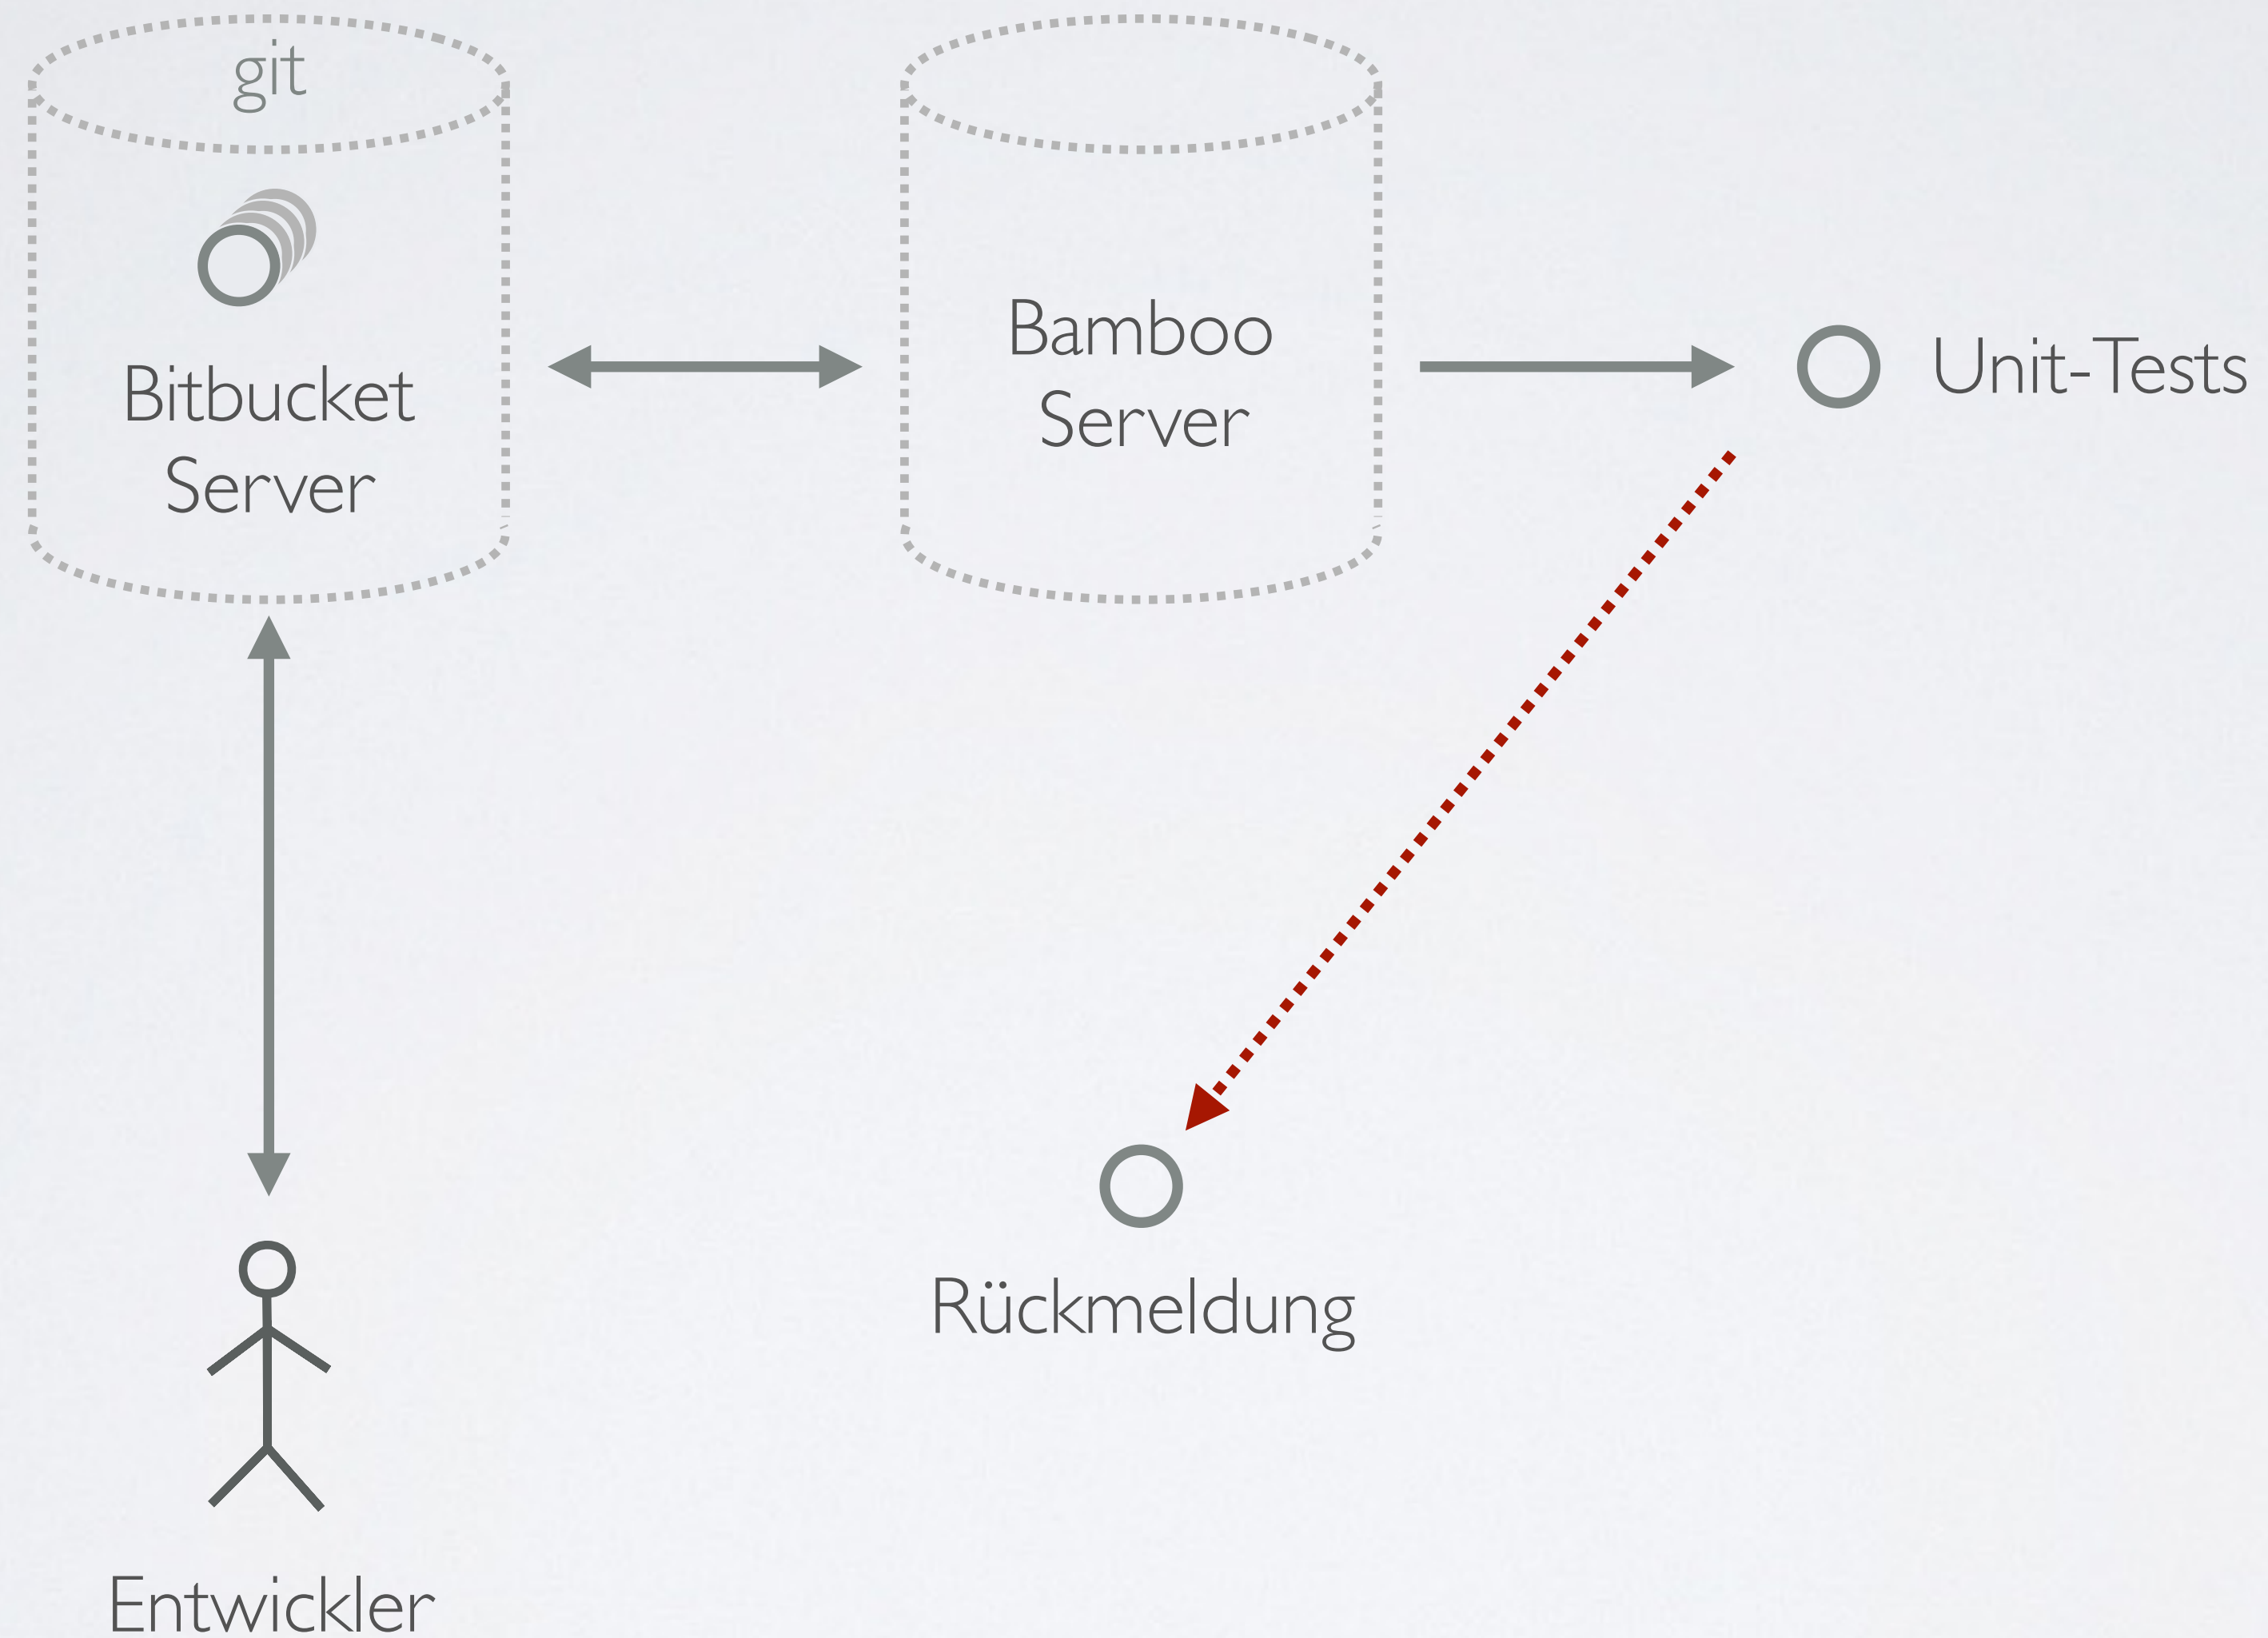 git
Bitbucket
Server
Bamboo
Server
Unit-Tests
Rückmeldung
Entwickler